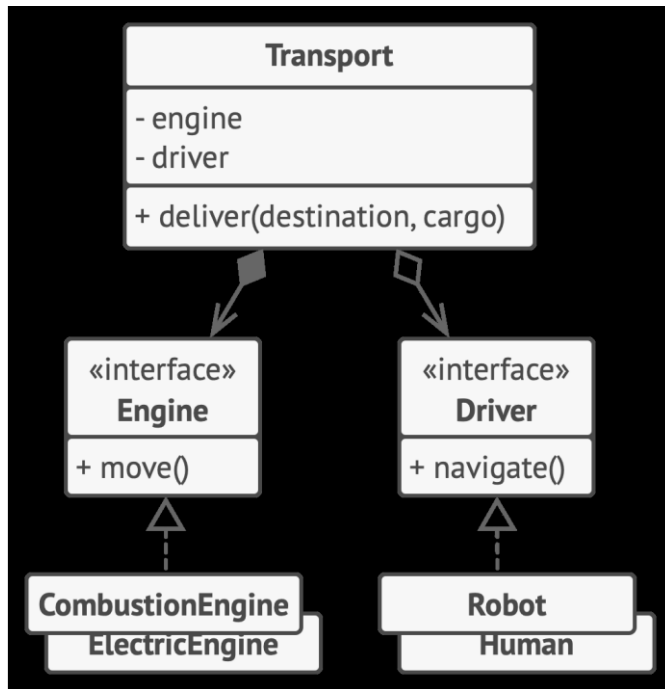 Transport
- engine
- driver
+ deliver(destination, cargo)
«interface»
Engine
+ move()
«interface»
Driver
+ navigate()
CombustionEngine
ElectricEngine
Robot
Human